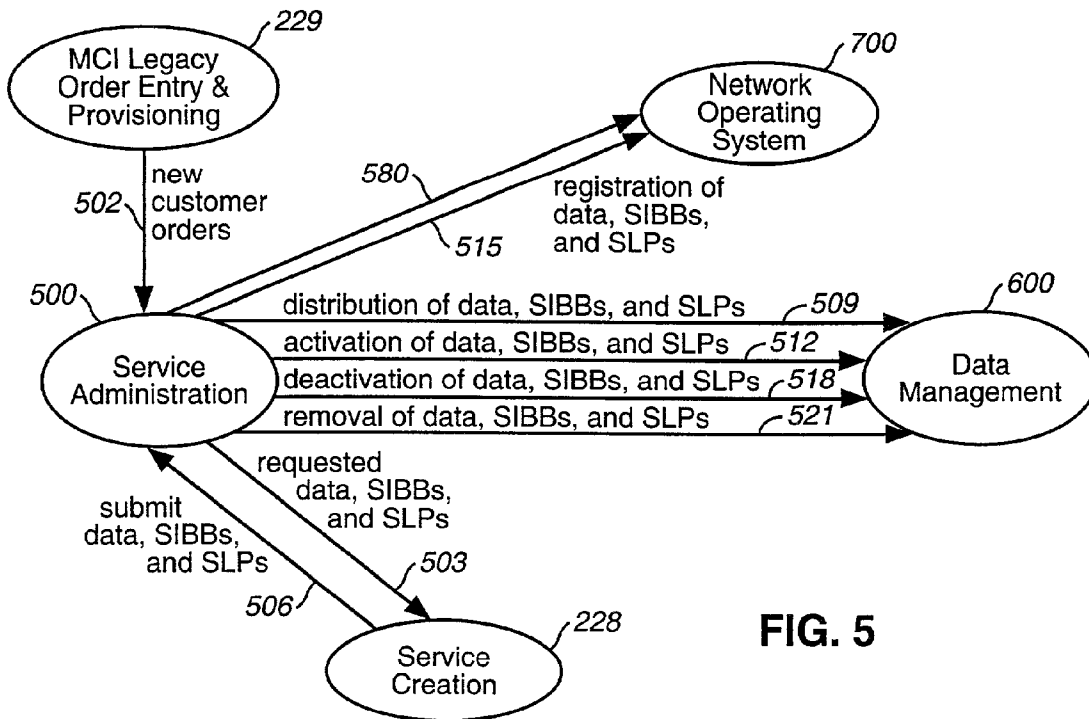 229
MCI Legacy
Order Entry &
Provisioning
700
Network
Operating
System
502
new
customer
orders
580
515
registration of
data, SIBBs,
and SLPs
500
Service
Administration
distribution of data, SIBBs, and SLPs
509
activation of data, SIBBs, and SLPs
512
deactivation of data, SIBBs, and SLPs
518
removal of data, SIBBs, and SLPs
521
600
Data
Management
requested
data, SIBBs,
and SLPs
503
submit
data, SIBBs,
and SLPs
506
228
Service
Creation
FIG. 5